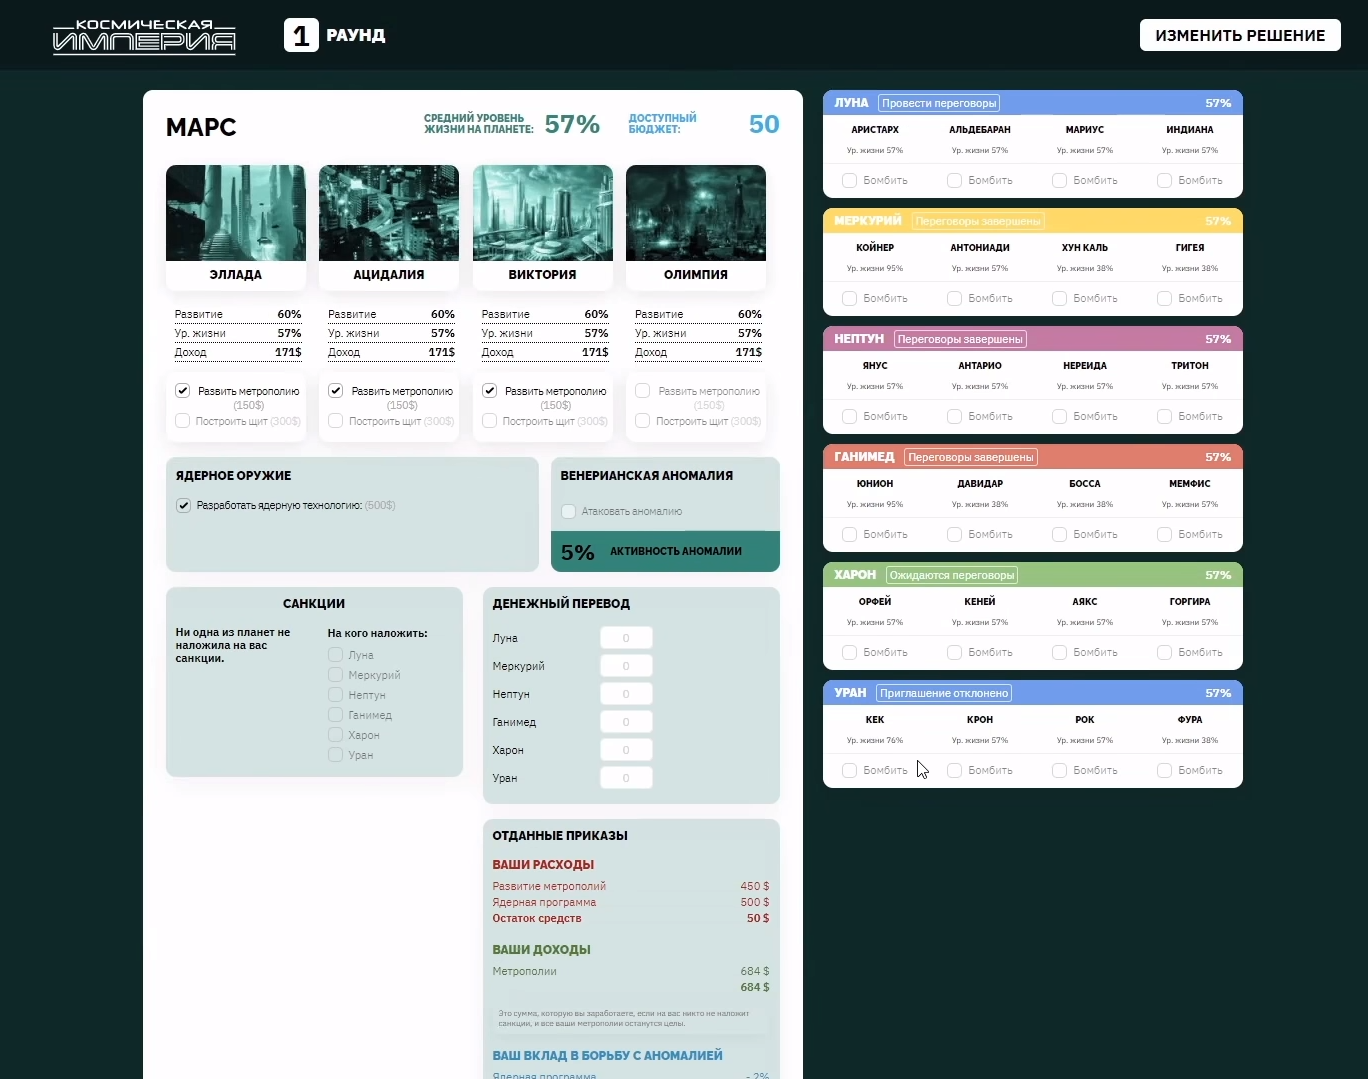 КОСМИЧЕСКАЯ
ИМПЕРИЯ
1 РАУНД
ИЗМЕНИТЬ РЕШЕНИЕ
МАРС
СРЕДНИЙ УРОВЕНЬ
ЖИЗНИ НА ПЛАНЕТЕ: 57%
ДОСТУПНЫЙ
БЮДЖЕТ: 50
ЭЛЛАДА АЦИДАЛИЯ ВИКТОРИЯ ОЛИМПИЯ
Развитие 60% Развитие 60% Развитие 60% Развитие 60%
Ур. жизни 57% Ур. жизни 57% Ур. жизни 57% Ур. жизни 57%
Доход 171$ Доход 171$ Доход 171$ Доход 171$
Развить метрополию Развить метрополию Развить метрополию Развить метрополию
(150$) (150$) (150$) (150$)
Построить щит (300$) Построить щит (300$) Построить щит (300$) Построить щит (300$)
ЯДЕРНОЕ ОРУЖИЕ
Разработать ядерную технологию: (500$)
ВЕНЕРИАНСКАЯ АНОМАЛИЯ
Атаковать аномалию
5% АКТИВНОСТЬ АНОМАЛИИ
САНКЦИИ
Ни одна из планет не
наложила на вас
санкции.
На кого наложить:
Луна
Меркурий
Нептун
Ганимед
Харон
Уран
ДЕНЕЖНЫЙ ПЕРЕВОД
Луна 0
Меркурий 0
Нептун 0
Ганимед 0
Харон 0
Уран 0
ОТДАННЫЕ ПРИКАЗЫ
ВАШИ РАСХОДЫ
Развитие метрополий 450 $
Ядерная программа 500 $
Остаток средств 50 $
ВАШИ ДОХОДЫ
Метрополии 684 $
684 $
Это сумма, которую вы заработаете, если на вас никто не наложит
санкции, и все ваши метрополии останутся целы.
ВАШ ВКЛАД В БОРЬБУ С АНОМАЛИЕЙ
Ядерная программа - 2%
ЛУНА Провести переговоры 57%
АРИСТАРХ АЛЬДЕБАРАН МАРИУС ИНДИАНА
Ур. жизни 57% Ур. жизни 57% Ур. жизни 57% Ур. жизни 57%
Бомбить Бомбить Бомбить Бомбить
МЕРКУРИЙ Переговоры завершены 57%
КОЙНЕР АНТОНИАДИ ХУН КАЛЬ ГИГЕЯ
Ур. жизни 95% Ур. жизни 57% Ур. жизни 38% Ур. жизни 38%
Бомбить Бомбить Бомбить Бомбить
НЕПТУН Переговоры завершены 57%
ЯНУС АНТАРИО НЕРЕИДА ТРИТОН
Ур. жизни 57% Ур. жизни 57% Ур. жизни 57% Ур. жизни 57%
Бомбить Бомбить Бомбить Бомбить
ГАНИМЕД Переговоры завершены 57%
ЮНИОН ДАВИДАР БОССА МЕМФИС
Ур. жизни 95% Ур. жизни 38% Ур. жизни 38% Ур. жизни 57%
Бомбить Бомбить Бомбить Бомбить
ХАРОН Ожидаются переговоры 57%
ОРФЕЙ КЕНЕЙ АЯКС ГОРГИРА
Ур. жизни 57% Ур. жизни 57% Ур. жизни 57% Ур. жизни 57%
Бомбить Бомбить Бомбить Бомбить
УРАН Приглашение отклонено 57%
КЕК КРОН РОК ФУРА
Ур. жизни 76% Ур. жизни 57% Ур. жизни 57% Ур. жизни 38%
Бомбить Бомбить Бомбить Бомбить